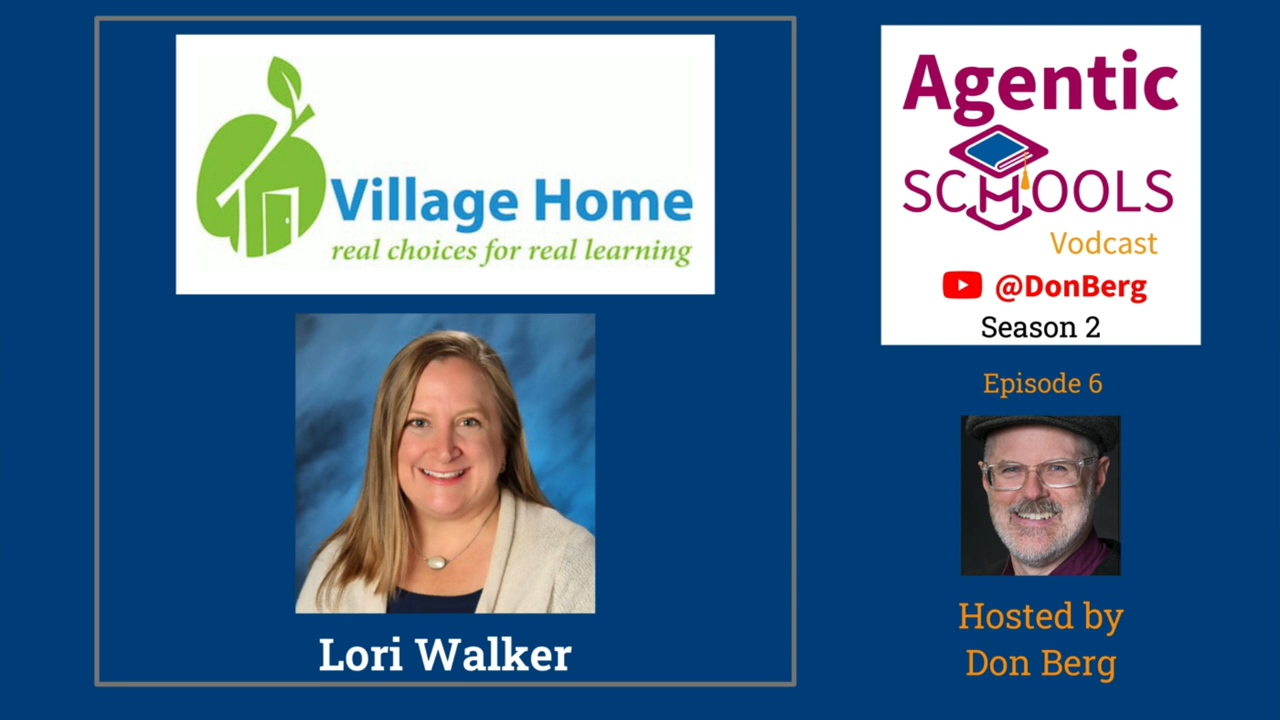 Village Home
real choices for real learning
Lori Walker
Agentic
SCHOOLS
Vodcast
@DonBerg
Season 2
Episode 6
Hosted by
Don Berg